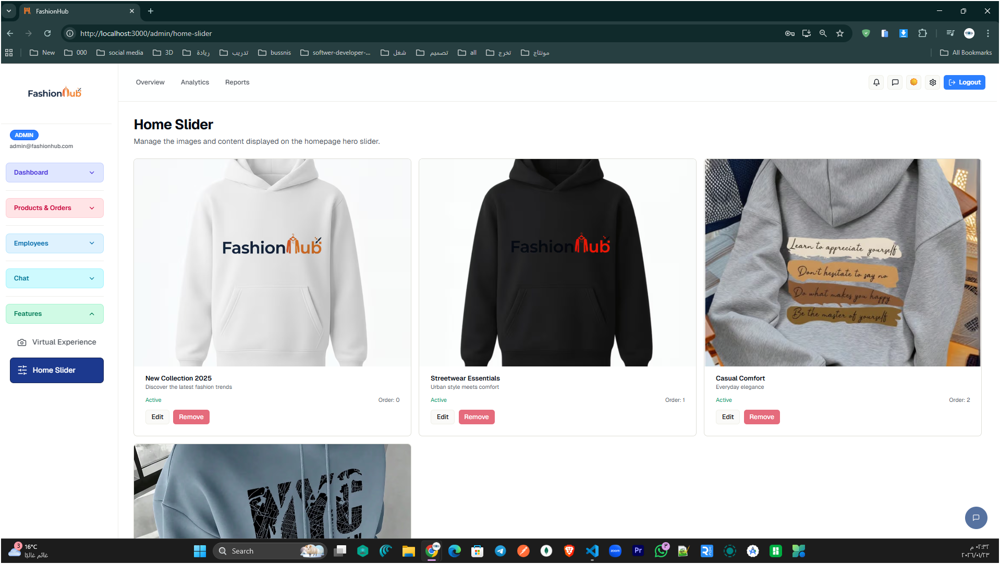 FashionHub
http://localhost:3000/admin/home-slider
New
000
social media
3D
ريادة
تدريب
bussnis
softwer-developer-...
شغل
تصميم
all
تخرج
مونتاج
All Bookmarks
FashionHub
Overview
Analytics
Reports
Logout
ADMIN
admin@fashionhub.com
Dashboard
Products & Orders
Employees
Chat
Features
Virtual Experience
Home Slider
Home Slider
Manage the images and content displayed on the homepage hero slider.
FashionHub
New Collection 2025
Discover the latest fashion trends
Active
Order: 0
Edit
Remove
FashionHub
Streetwear Essentials
Urban style meets comfort
Active
Order: 1
Edit
Remove
Learn to appreciate yourself
Don't hesitate to say no
Do what makes you happy
Be the master of yourself
Casual Comfort
Everyday elegance
Active
Order: 2
Edit
Remove
NYC
3
16°C
غائم غالبًا
Search
zoom
Pr
٣
٠٢:٣٢ م
٢٠٢٦/٠١/٢٣